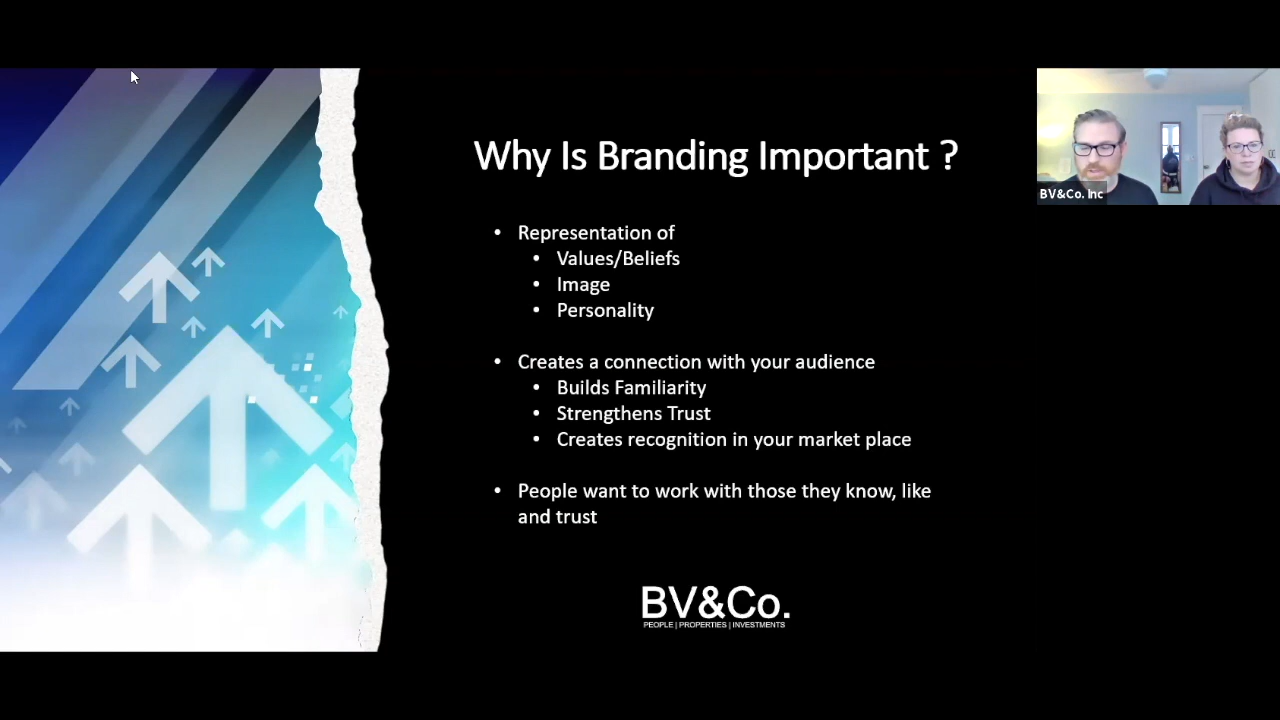 Why Is Branding Important ?
• Representation of
• Values/Beliefs
• Image
• Personality
• Creates a connection with your audience
• Builds Familiarity
• Strengthens Trust
• Creates recognition in your market place
• People want to work with those they know, like
and trust
BV&Co.
PEOPLE | PROPERTIES | INVESTMENTS
BV&Co. Inc